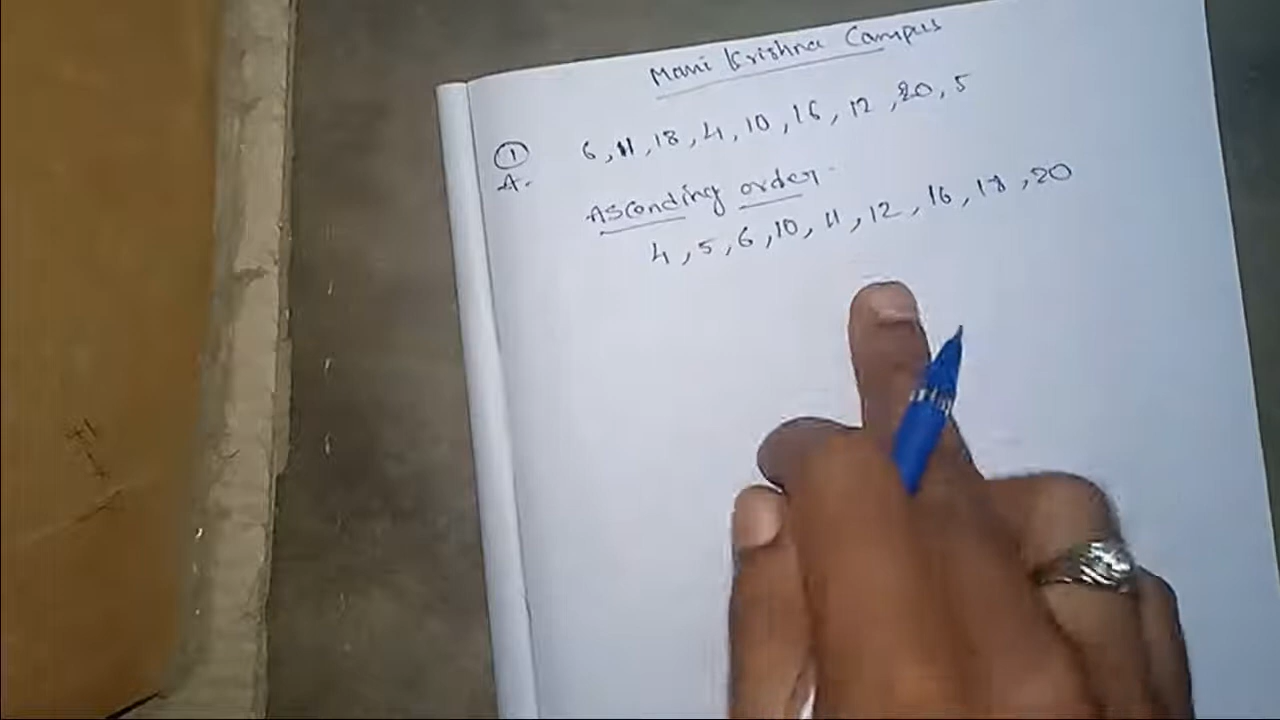 Mani Krishna Campus
① 6, 11, 18, 4, 10, 16, 12, 20, 5
A.
Ascending order
4, 5, 6, 10, 11, 12, 16, 18, 20